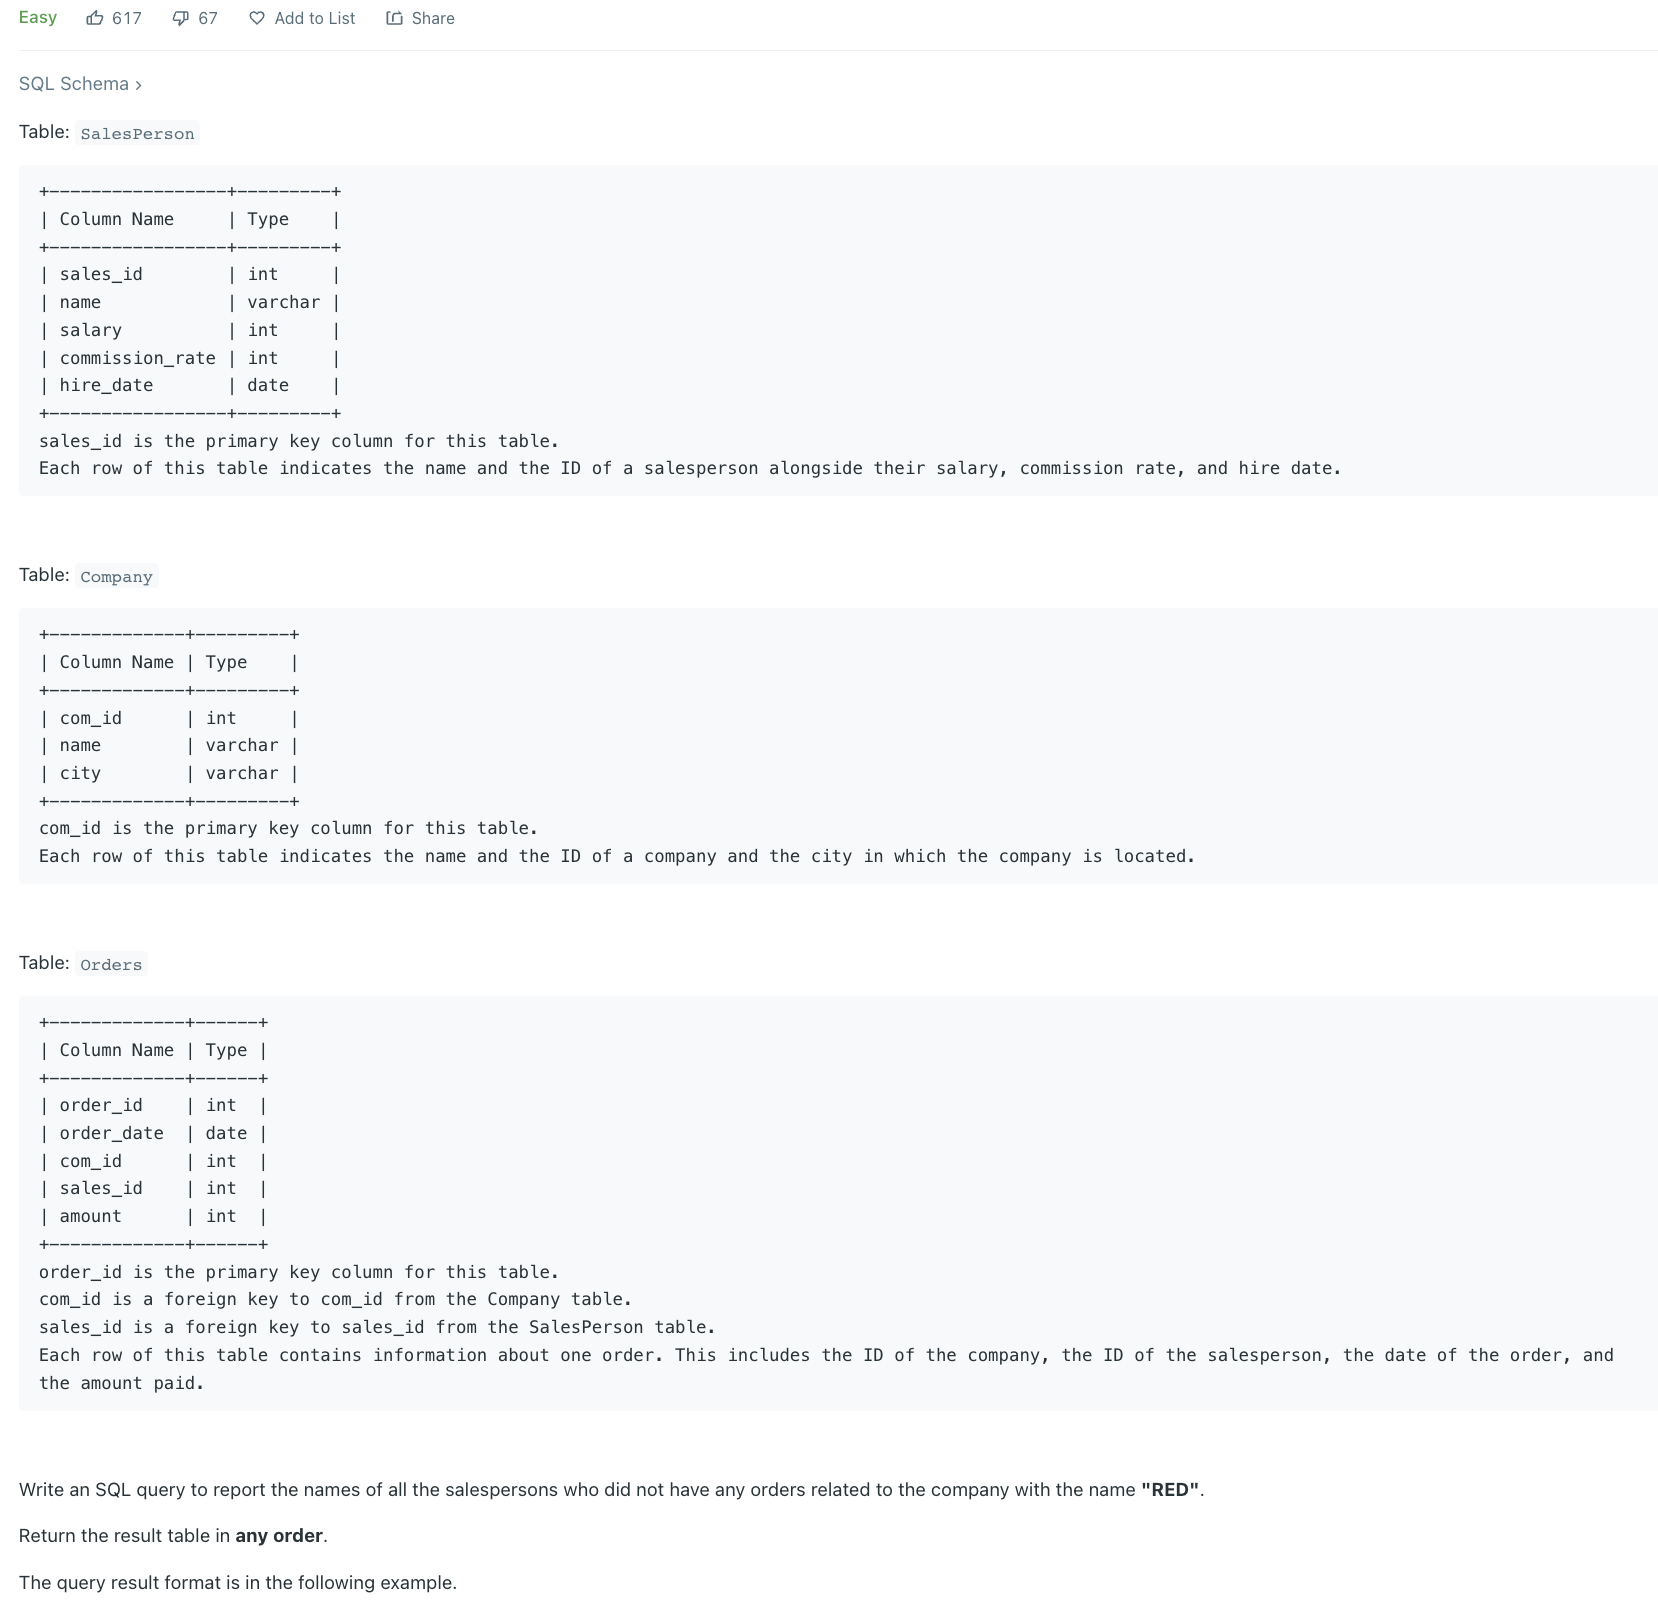 Easy 617 67 Add to List Share
SQL Schema ›
Table: SalesPerson
+-----------------+---------+
| Column Name     | Type    |
+-----------------+---------+
| sales_id        | int     |
| name            | varchar |
| salary          | int     |
| commission_rate | int     |
| hire_date       | date    |
+-----------------+---------+
sales_id is the primary key column for this table.
Each row of this table indicates the name and the ID of a salesperson alongside their salary, commission rate, and hire date.
Table: Company
+-------------+---------+
| Column Name | Type    |
+-------------+---------+
| com_id      | int     |
| name        | varchar |
| city        | varchar |
+-------------+---------+
com_id is the primary key column for this table.
Each row of this table indicates the name and the ID of a company and the city in which the company is located.
Table: Orders
+-------------+------+
| Column Name | Type |
+-------------+------+
| order_id    | int  |
| order_date  | date |
| com_id      | int  |
| sales_id    | int  |
| amount      | int  |
+-------------+------+
order_id is the primary key column for this table.
com_id is a foreign key to com_id from the Company table.
sales_id is a foreign key to sales_id from the SalesPerson table.
Each row of this table contains information about one order. This includes the ID of the company, the ID of the salesperson, the date of the order, and
the amount paid.
Write an SQL query to report the names of all the salespersons who did not have any orders related to the company with the name "RED".
Return the result table in any order.
The query result format is in the following example.